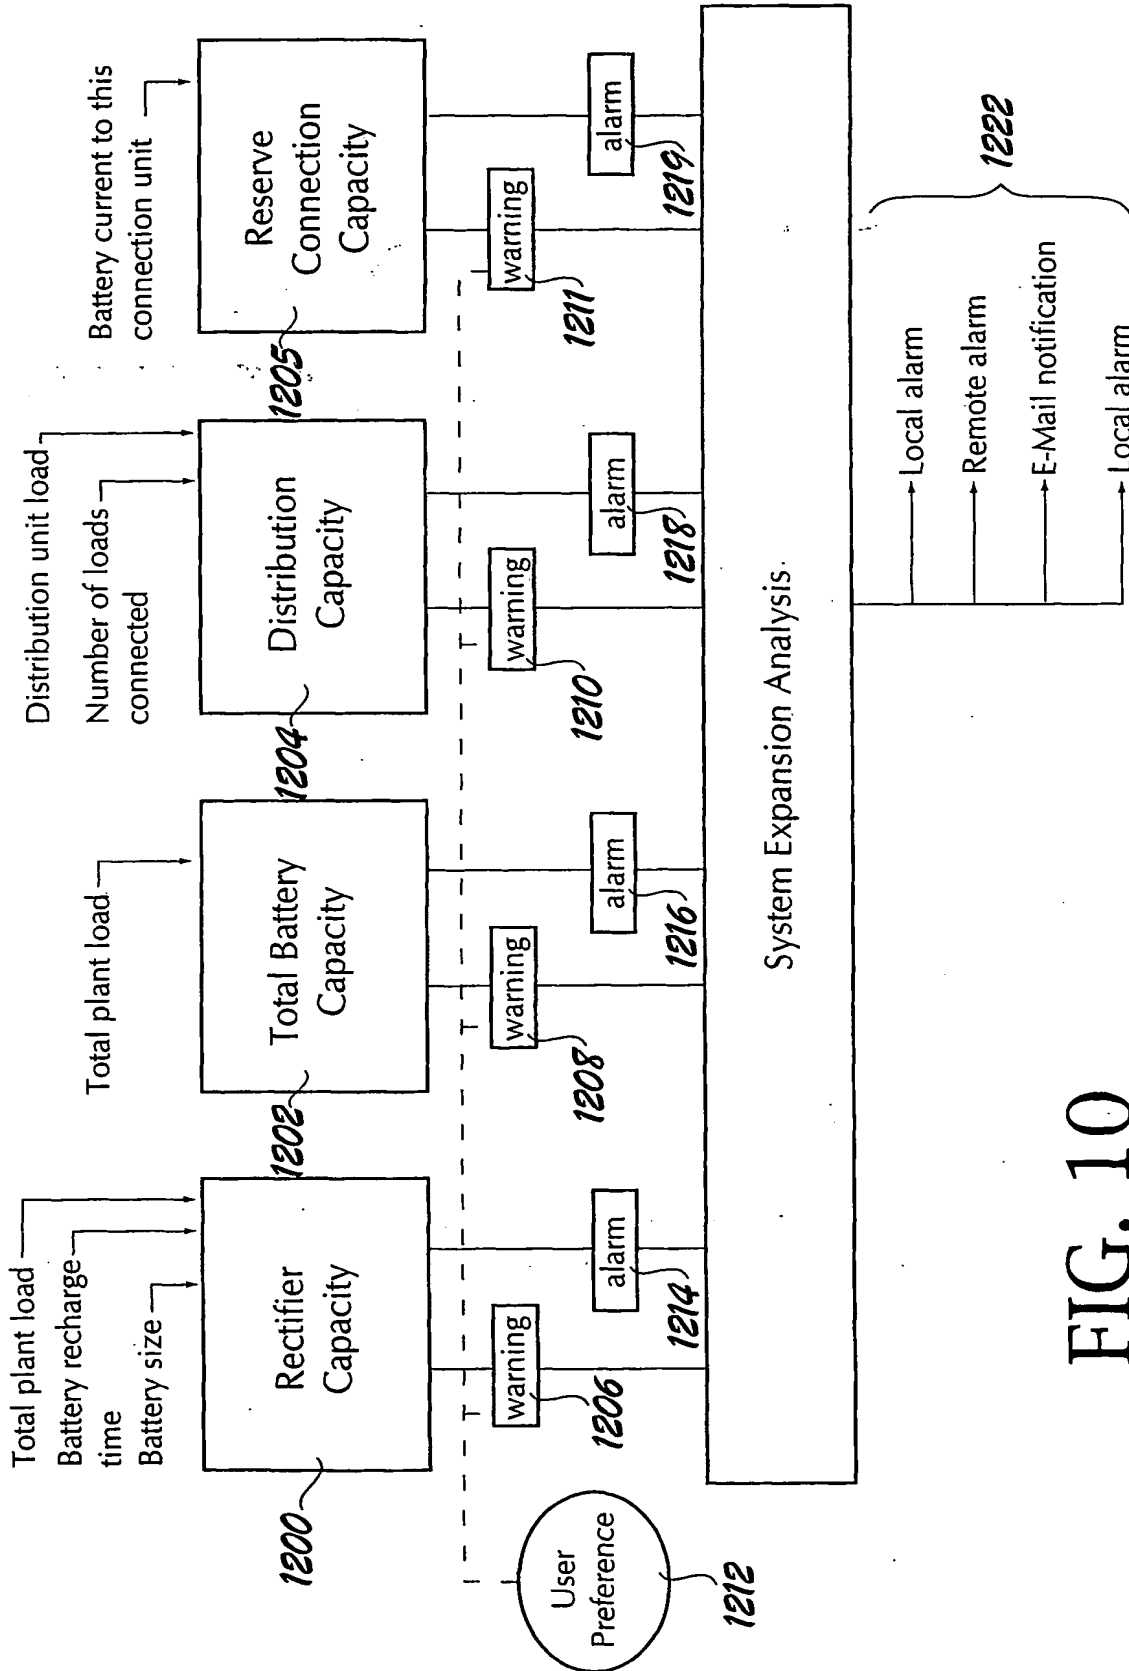 Total plant load
Battery recharge
time
Battery size
Total plant load
Distribution unit load
Number of loads
connected
Battery current to this
connection unit
1200
Rectifier
Capacity
1202
Total Battery
Capacity
1204
Distribution
Capacity
1205
Reserve
Connection
Capacity
User
Preference
1212
warning
1206
alarm
1214
warning
1208
alarm
1216
warning
1210
alarm
1218
warning
1211
alarm
1219
System Expansion Analysis
Local alarm
Remote alarm
E-Mail notification
Local alarm
1222
FIG. 10